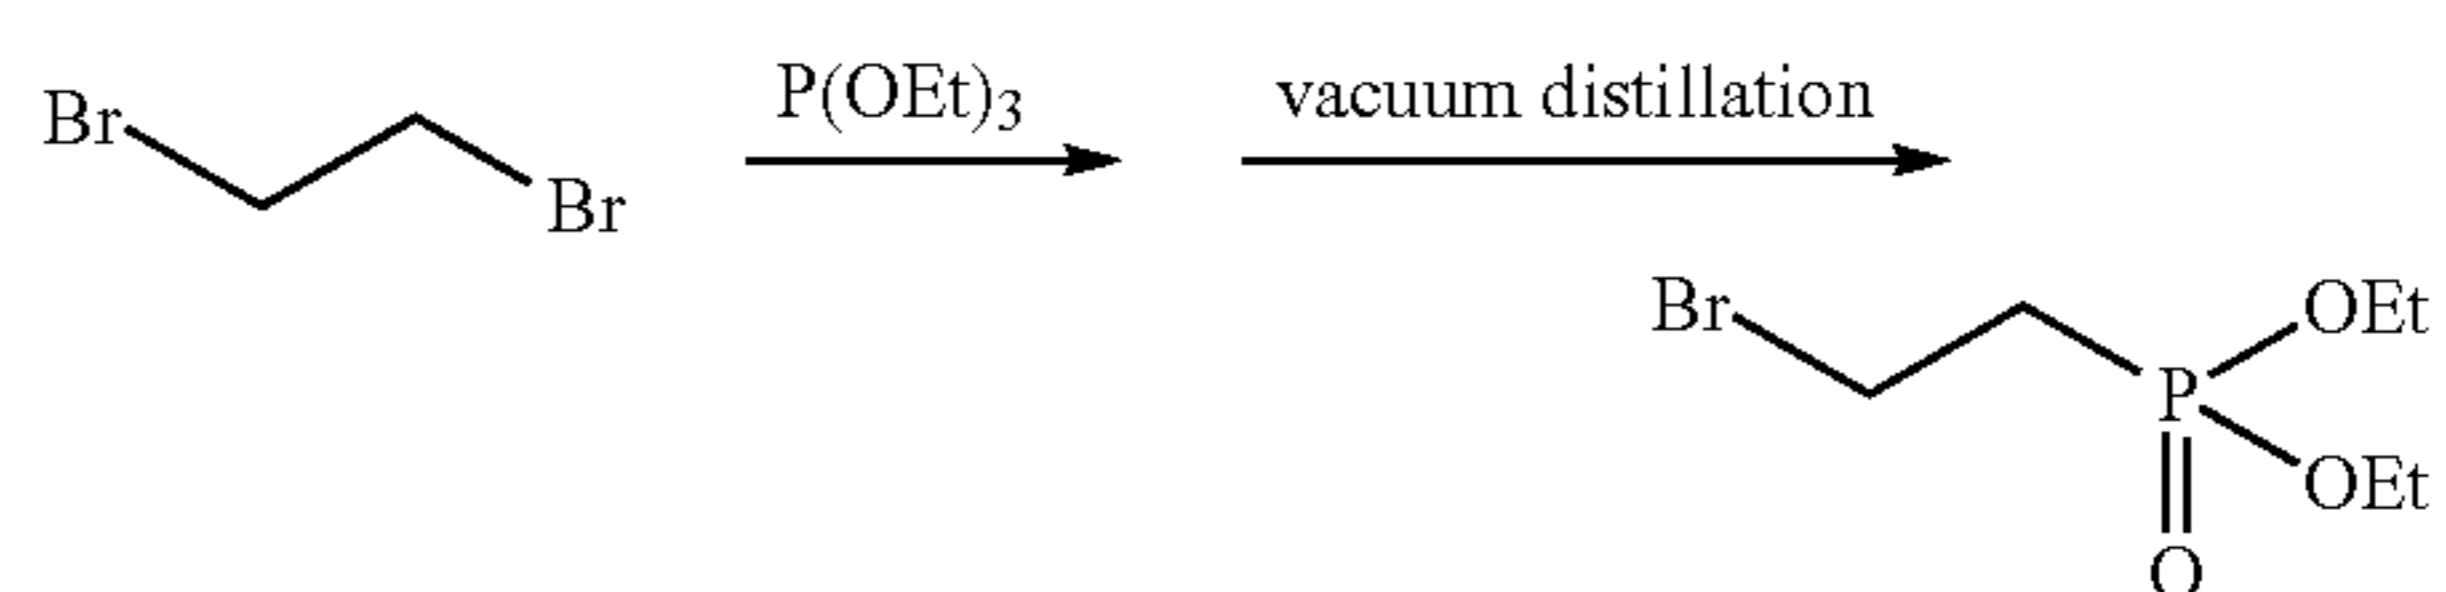 Br
Br
P(OEt)3
vacuum distillation
Br
P
OEt
OEt
O